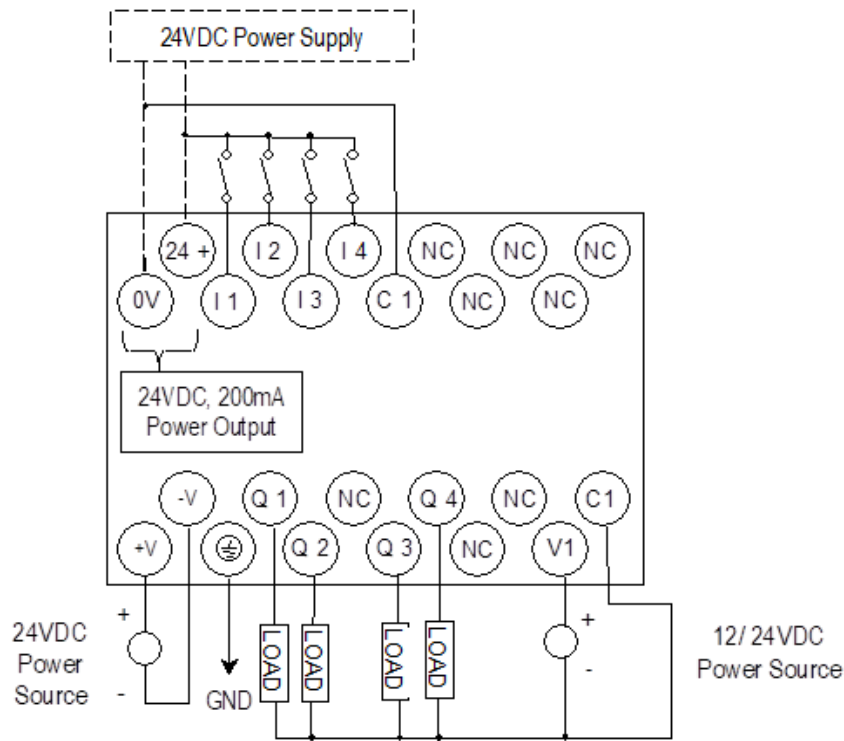 24VDC Power Supply
24 +
I 2
I 4
NC
NC
NC
0V
I 1
I 3
C 1
NC
NC
24VDC, 200mA
Power Output
-V
Q 1
NC
Q 4
NC
C1
+V
Q 2
Q 3
NC
V1
+
-
24VDC
Power
Source
GND
LOAD
LOAD
LOAD
LOAD
+
-
12/ 24VDC
Power Source